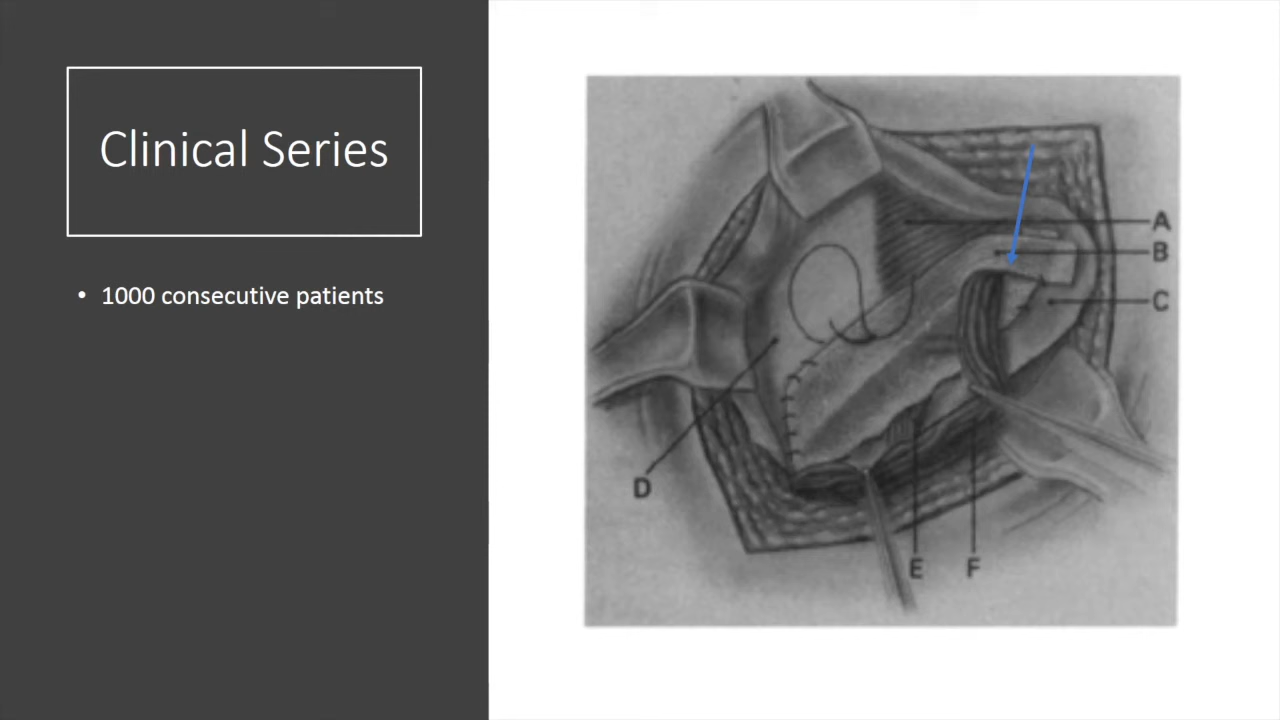 Clinical Series
• 1000 consecutive patients
A
B
C
D
E
F